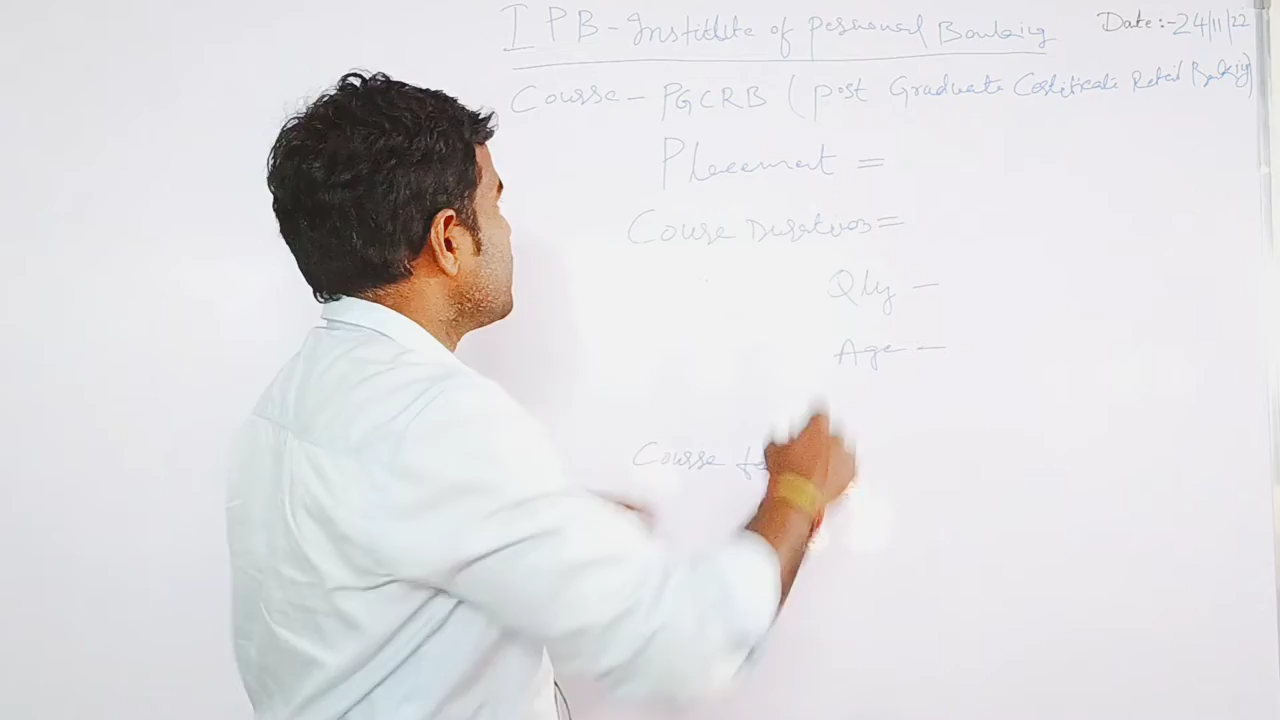 IPB - Institute of Personal Banking
Date :- 24/11/22
Course - PGCRB (Post Graduate Certificate Retail Banking)
Placement =
Course Duration =
Qly -
Age -
Course fe